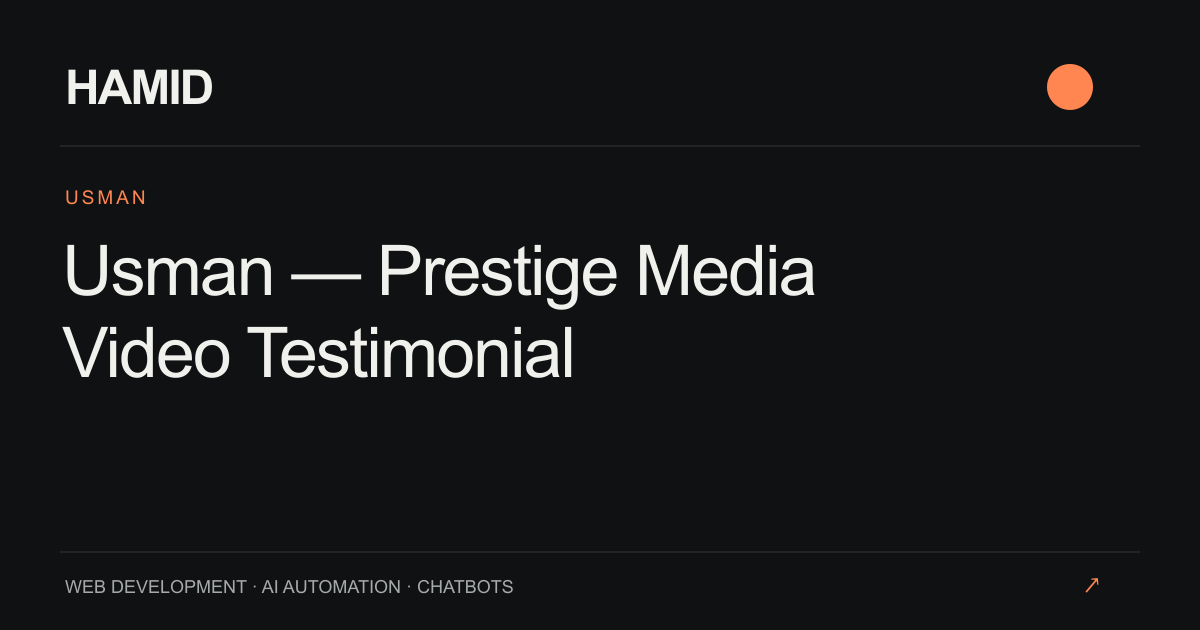 HAMID
USMAN
Usman — Prestige Media
Video Testimonial
WEB DEVELOPMENT · AI AUTOMATION · CHATBOTS
↗